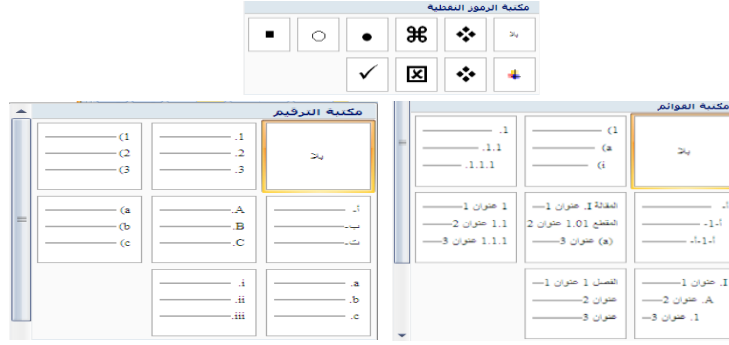 مكتبة الرموز النقطية
بلا
مكتبة القوائم
بلا
1)
a)
i)
1.
1.1.
1.1.1.
أ-
أ-1-
أ-1-أ-
المقالة I. عنوان 1
المقطع 1.01 عنوان 2
(a) عنوان 3
1 عنوان 1
1.1 عنوان 2
1.1.1 عنوان 3
I. عنوان 1
A. عنوان 2
1. عنوان 3
الفصل 1 عنوان 1
عنوان 2
عنوان 3
مكتبة الترقيم
بلا
1.
2.
3.
1)
2)
3)
أ-
ب-
ت-
A.
B.
C.
a)
b)
c)
a.
b.
c.
i.
ii.
iii.